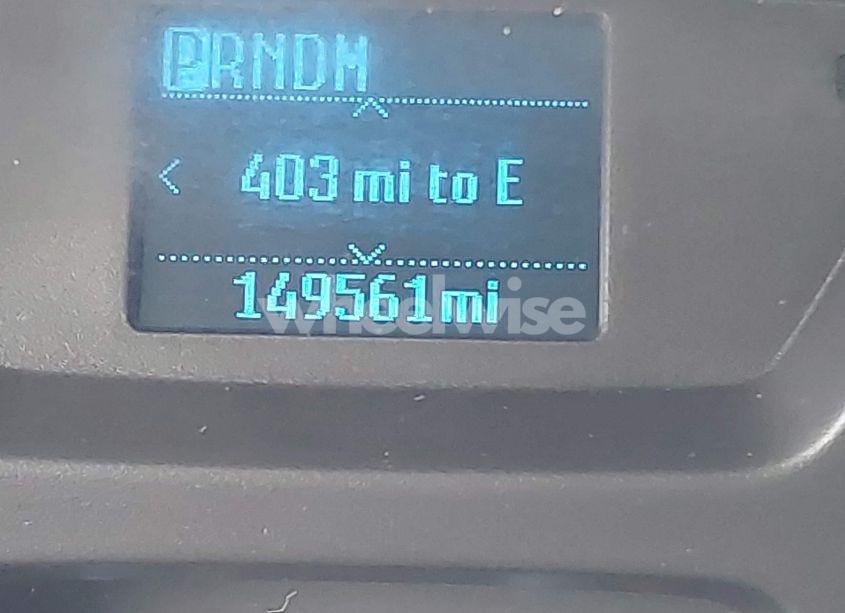 PRNDM
< 403 mi to E
149561mi
wheelwise